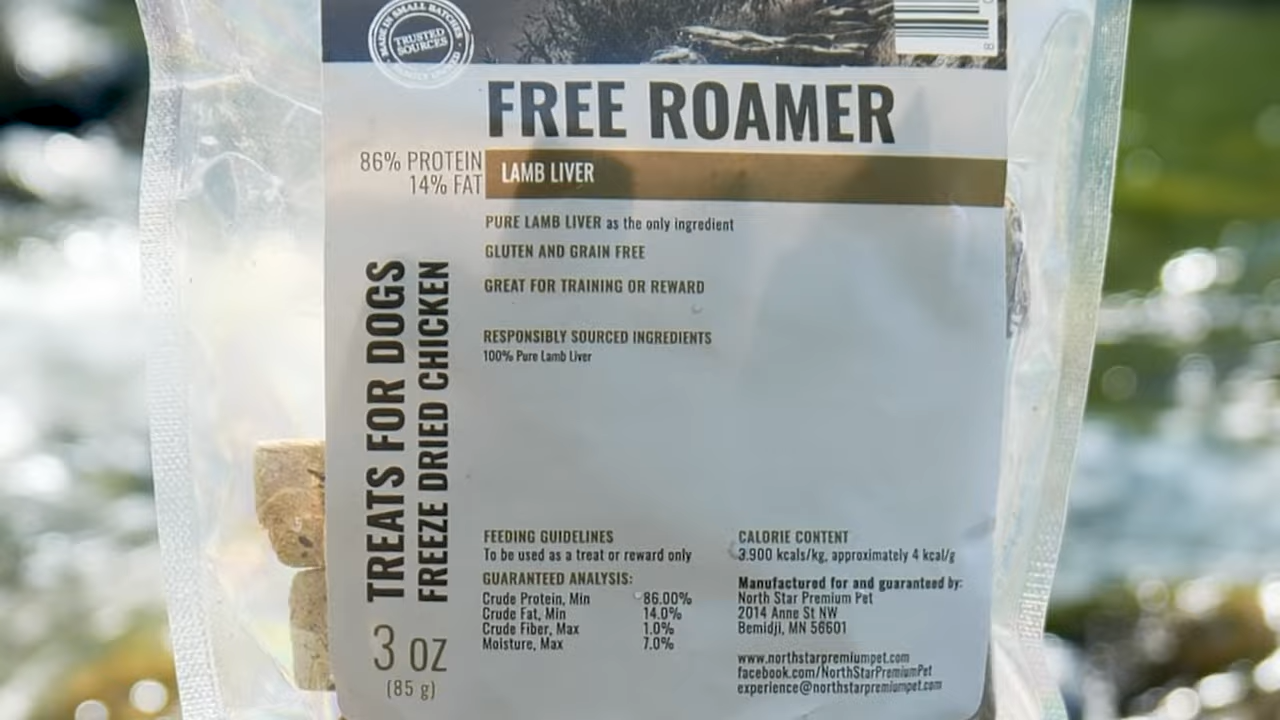 MADE IN SMALL BATCHES
TRUSTED
SOURCES
FREE ROAMER
86% PROTEIN
14% FAT
LAMB LIVER
PURE LAMB LIVER as the only ingredient
GLUTEN AND GRAIN FREE
GREAT FOR TRAINING OR REWARD
RESPONSIBLY SOURCED INGREDIENTS
100% Pure Lamb Liver
TREATS FOR DOGS
FREEZE DRIED CHICKEN
3 OZ
(85 g)
FEEDING GUIDELINES
To be used as a treat or reward only
GUARANTEED ANALYSIS:
Crude Protein, Min 86.00%
Crude Fat, Min 14.0%
Crude Fiber, Max 1.0%
Moisture, Max 7.0%
CALORIE CONTENT
3.900 kcals/kg, approximately 4 kcal/g
Manufactured for and guaranteed by:
North Star Premium Pet
2014 Anne St NW
Bemidji, MN 56601
www.northstarpremiumpet.com
facebook.com/NorthStarPremiumPet
experience@northstarpremiumpet.com